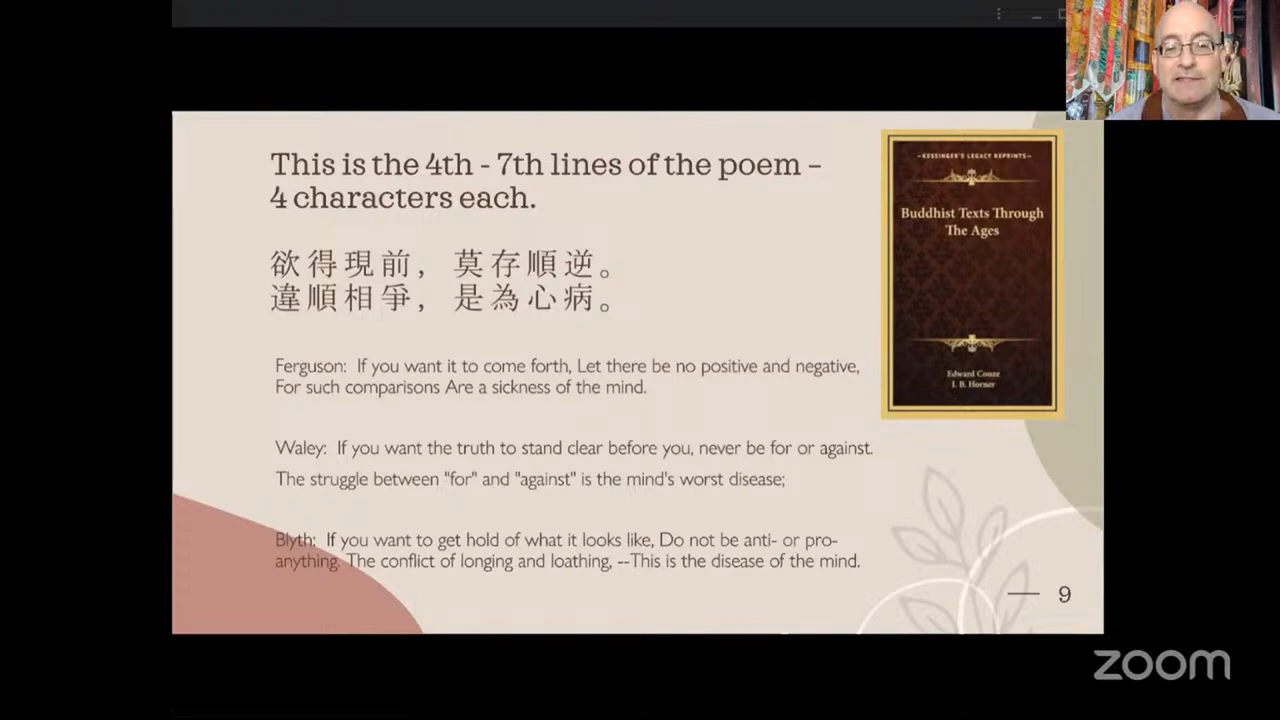 This is the 4th - 7th lines of the poem –
4 characters each.
欲得現前，莫存順逆。
違順相爭，是為心病。
Ferguson: If you want it to come forth, Let there be no positive and negative,
For such comparisons Are a sickness of the mind.
Waley: If you want the truth to stand clear before you, never be for or against.
The struggle between "for" and "against" is the mind's worst disease;
Blyth: If you want to get hold of what it looks like, Do not be anti- or pro-
anything. The conflict of longing and loathing, --This is the disease of the mind.
~KESSINGER'S LEGACY REPRINTS~
Buddhist Texts Through
The Ages
Edward Conze
I. B. Horner
9
zoom